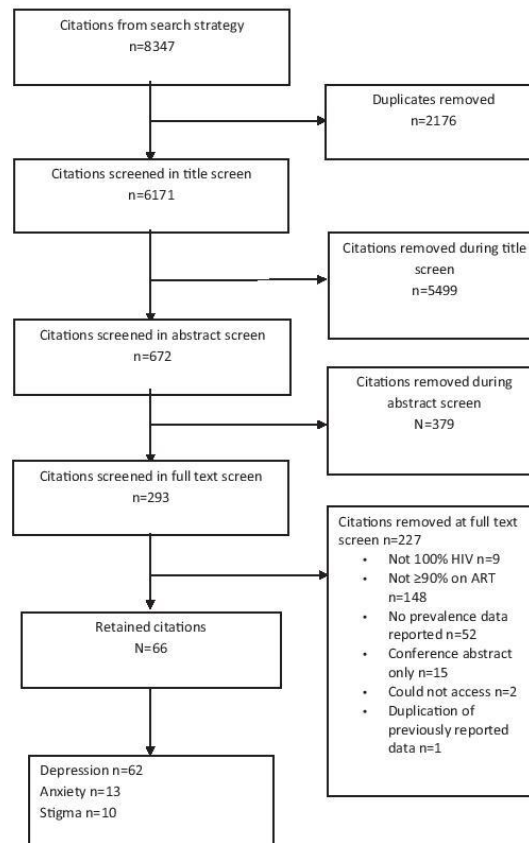 Citations from search strategy
n=8347
Duplicates removed
n=2176
Citations screened in title screen
n=6171
Citations removed during title
screen
n=5499
Citations screened in abstract screen
n=672
Citations removed during
abstract screen
N=379
Citations screened in full text screen
n=293
Citations removed at full text
screen n=227
• Not 100% HIV n=9
• Not ≥90% on ART
n=148
• No prevalence data
reported n=52
• Conference abstract
only n=15
• Could not access n=2
• Duplication of
previously reported
data n=1
Retained citations
N=66
Depression n=62
Anxiety n=13
Stigma n=10